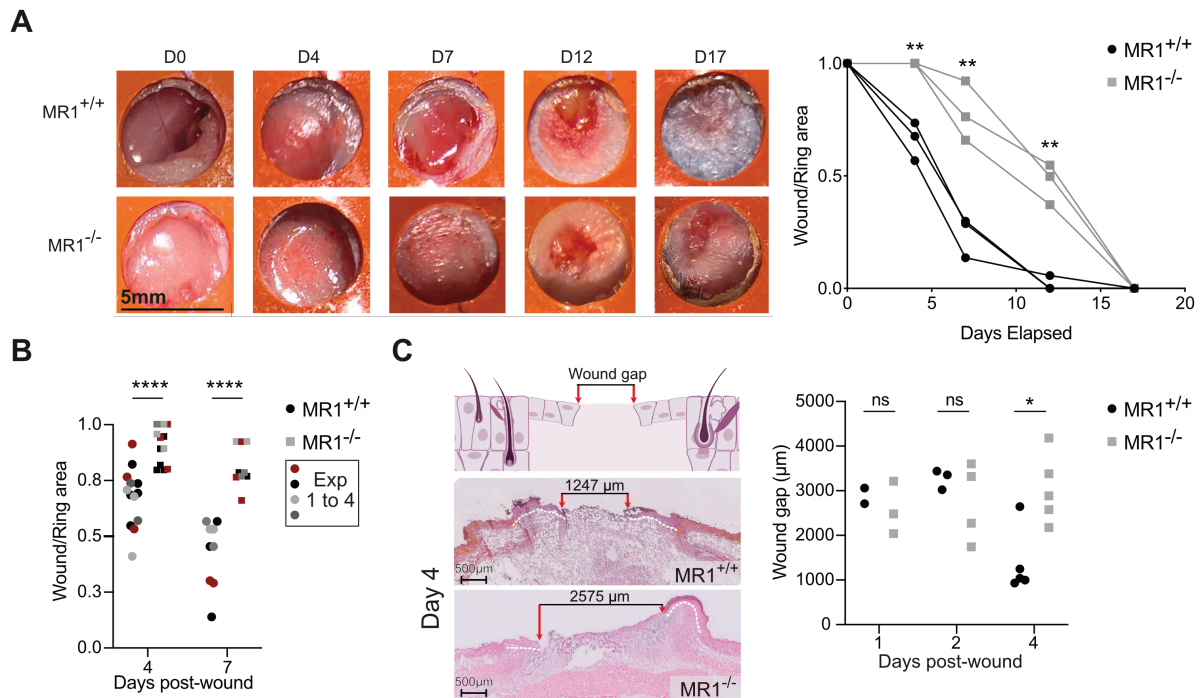 A
D0 D4 D7 D12 D17
MR1+/+
MR1-/-
5mm
** ** **
MR1+/+
MR1-/-
1.0
0.5
0.0
0 5 10 15 20
Wound/Ring area
Days Elapsed
B
**** ****
MR1+/+
MR1-/-
Exp
1 to 4
1.0
0.8
0.5
0.3
0.0
4 7
Wound/Ring area
Days post-wound
C
Wound gap
Day 4
1247 µm
500µm
MR1+/+
2575 µm
500µm
MR1-/-
ns ns *
MR1+/+
MR1-/-
5000
4000
3000
2000
1000
0
1 2 4
Wound gap (µm)
Days post-wound